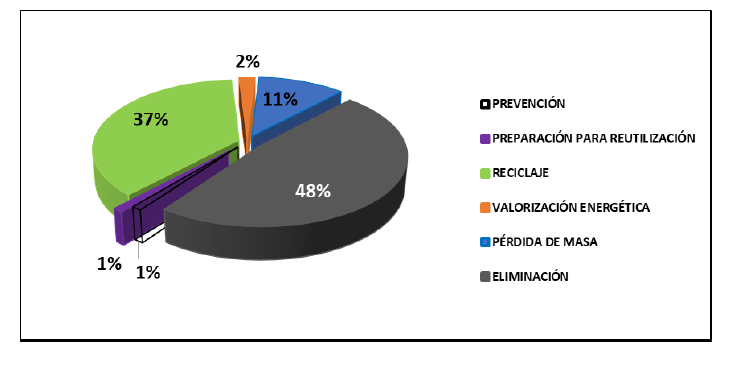 2%
11%
37%
48%
1%
1%
PREVENCIÓN
PREPARACIÓN PARA REUTILIZACIÓN
RECICLAJE
VALORIZACIÓN ENERGÉTICA
PÉRDIDA DE MASA
ELIMINACIÓN